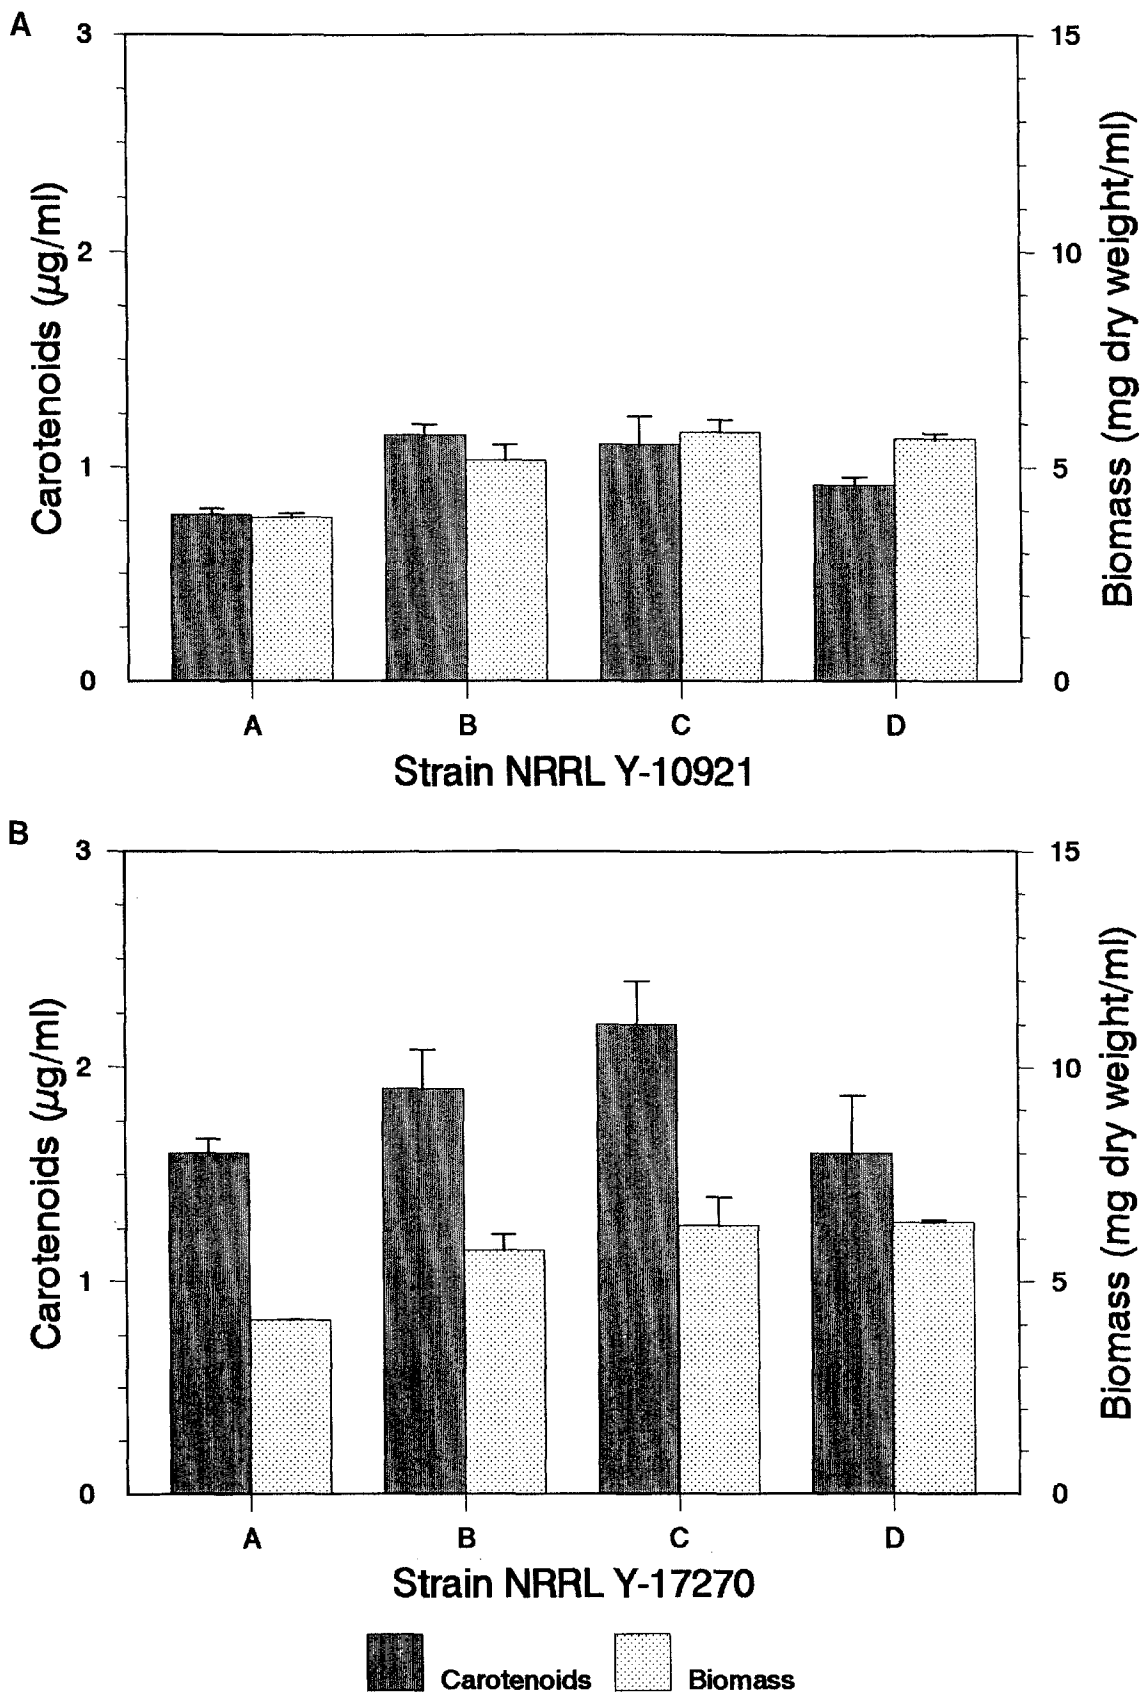 A
3
2
1
0
Carotenoids (µg/ml)
15
10
5
0
Biomass (mg dry weight/ml)
A B C D
Strain NRRL Y-10921
B
3
2
1
0
Carotenoids (µg/ml)
15
10
5
0
Biomass (mg dry weight/ml)
A B C D
Strain NRRL Y-17270
Carotenoids Biomass